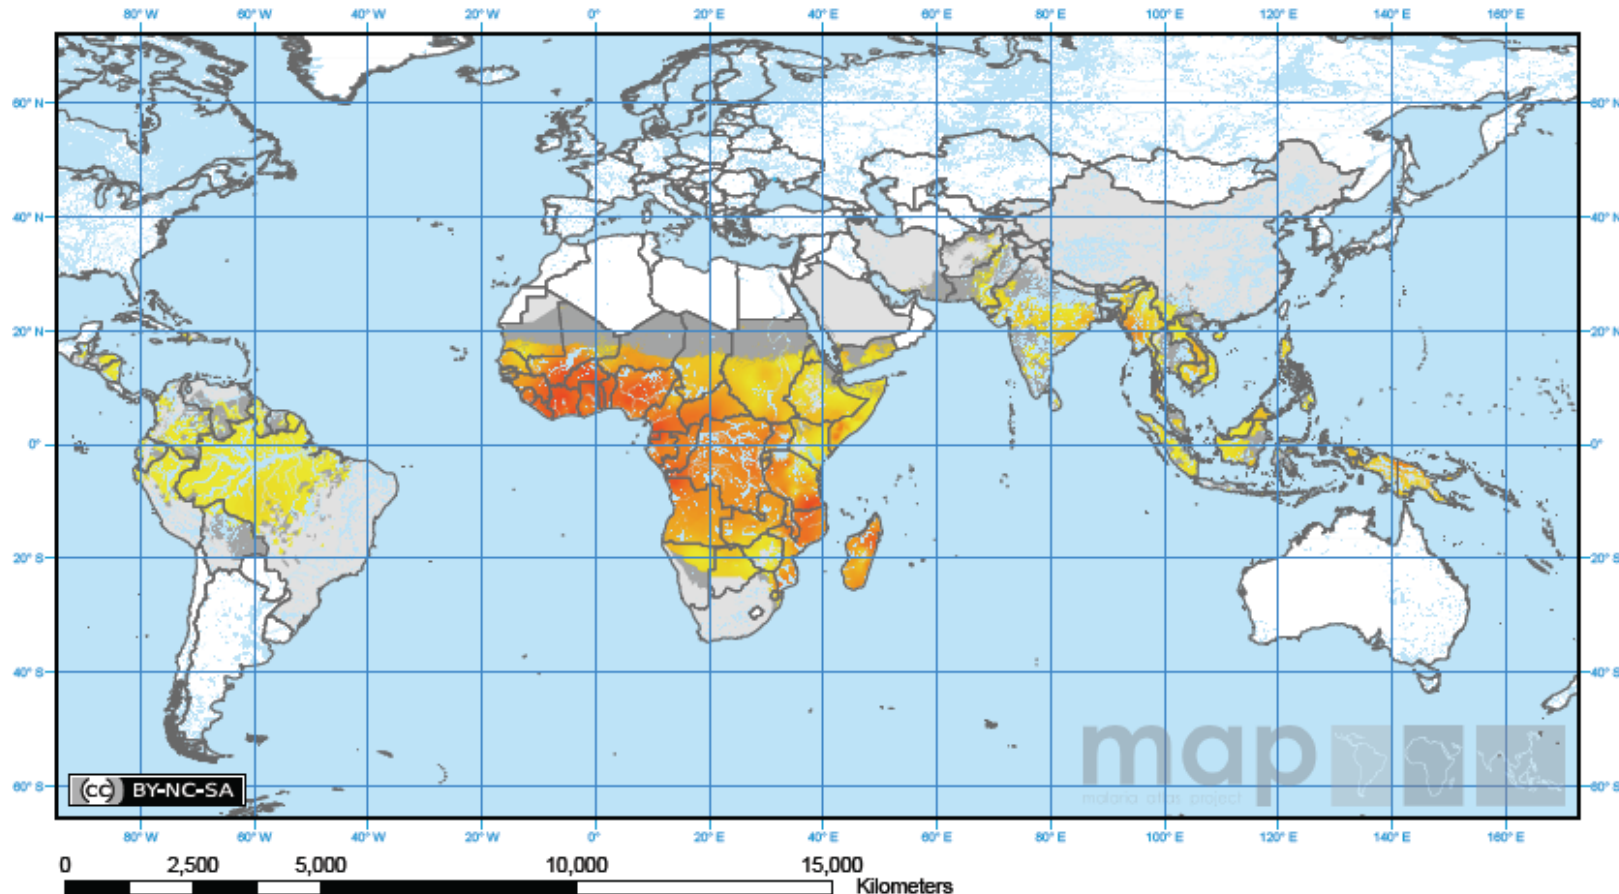 80° W 60° W 40° W 20° W 0° 20° E 40° E 60° E 80° E 100° E 120° E 140° E 160° E
60° N 60° N
40° N 40° N
20° N 20° N
0° 0°
20° S 20° S
40° S 40° S
map
malaria atlas project
60° S 60° S
cc BY-NC-SA
80° W 60° W 40° W 20° W 0° 20° E 40° E 60° E 80° E 100° E 120° E 140° E 160° E
0 2,500 5,000 10,000 15,000
Kilometers